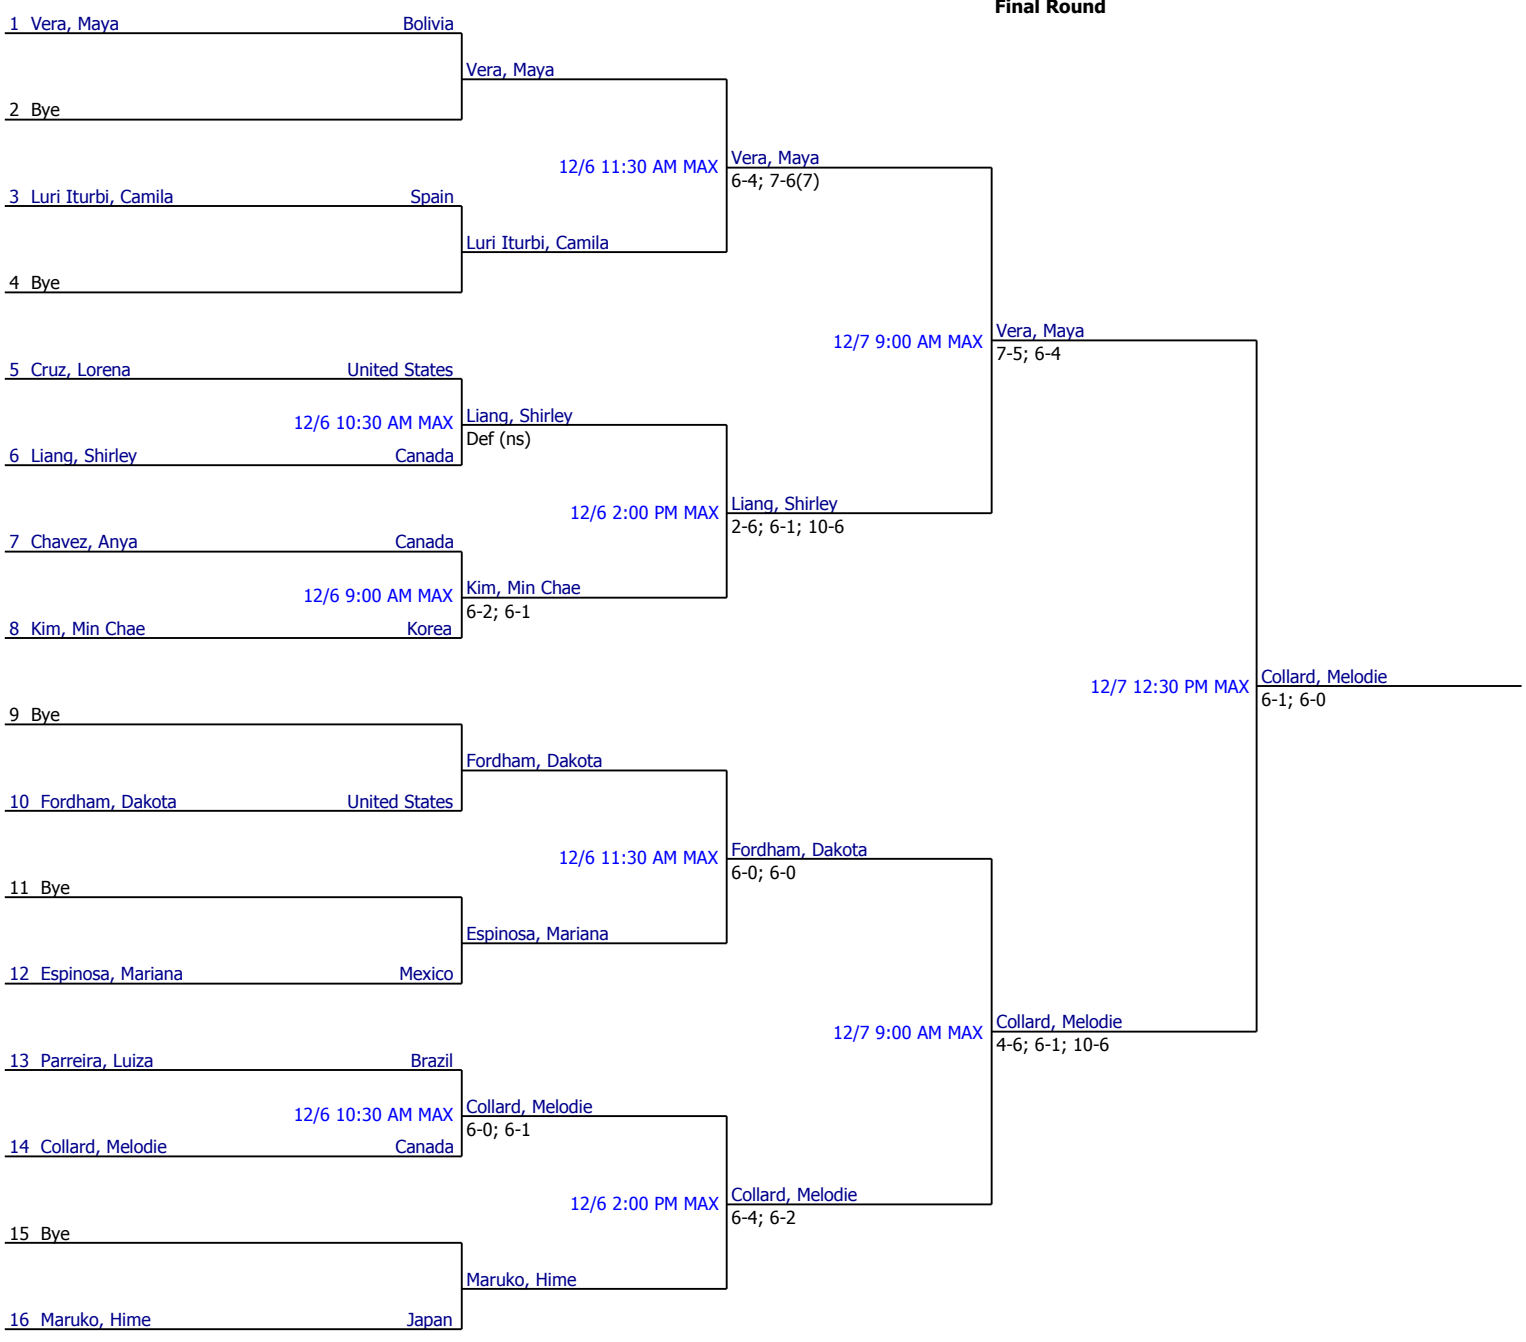 Final Round
1 Vera, Maya Bolivia
Vera, Maya
2 Bye
12/6 11:30 AM MAX
Vera, Maya
6-4; 7-6(7)
3 Luri Iturbi, Camila Spain
Luri Iturbi, Camila
4 Bye
12/7 9:00 AM MAX
Vera, Maya
7-5; 6-4
5 Cruz, Lorena United States
12/6 10:30 AM MAX
Liang, Shirley
Def (ns)
6 Liang, Shirley Canada
12/6 2:00 PM MAX
Liang, Shirley
2-6; 6-1; 10-6
7 Chavez, Anya Canada
12/6 9:00 AM MAX
Kim, Min Chae
6-2; 6-1
8 Kim, Min Chae Korea
12/7 12:30 PM MAX
Collard, Melodie
6-1; 6-0
9 Bye
Fordham, Dakota
10 Fordham, Dakota United States
12/6 11:30 AM MAX
Fordham, Dakota
6-0; 6-0
11 Bye
Espinosa, Mariana
12 Espinosa, Mariana Mexico
12/7 9:00 AM MAX
Collard, Melodie
4-6; 6-1; 10-6
13 Parreira, Luiza Brazil
12/6 10:30 AM MAX
Collard, Melodie
6-0; 6-1
14 Collard, Melodie Canada
12/6 2:00 PM MAX
Collard, Melodie
6-4; 6-2
15 Bye
Maruko, Hime
16 Maruko, Hime Japan